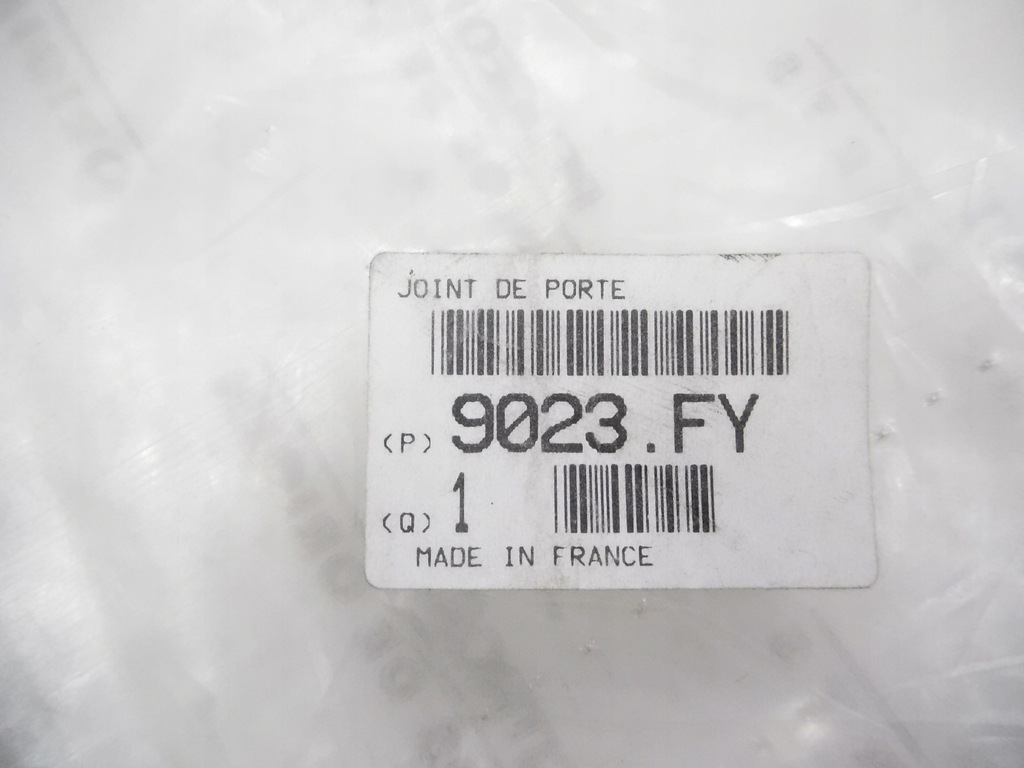 JOINT DE PORTE
(P) 9023.FY
(Q) 1
MADE IN FRANCE